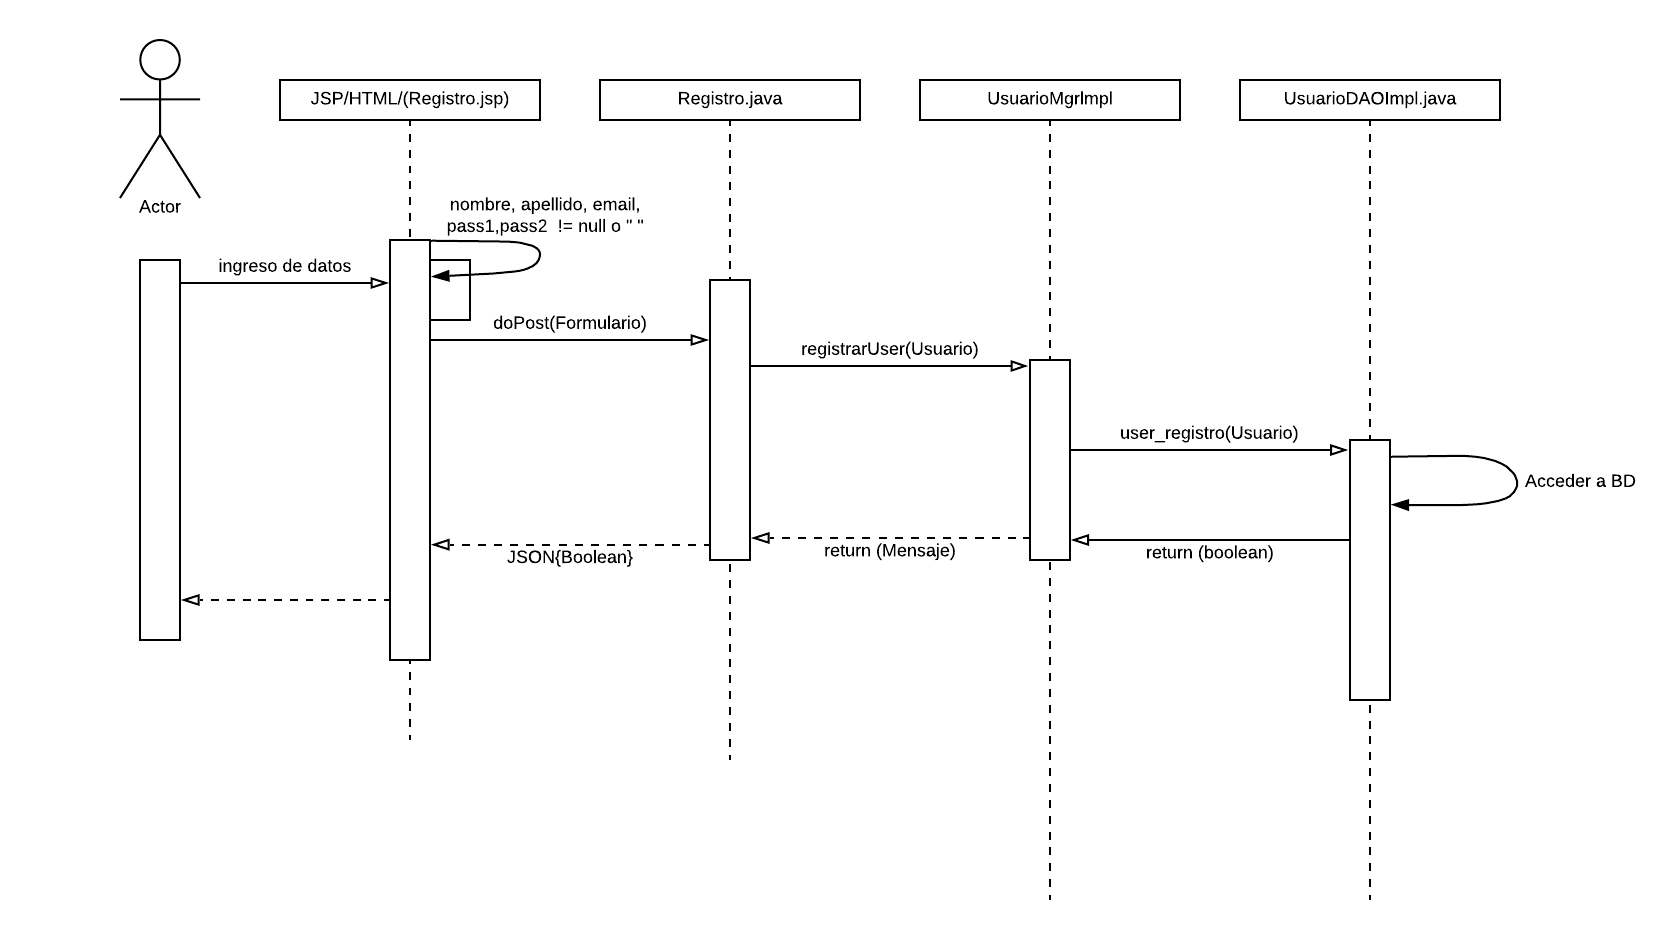 JSP/HTML/(Registro.jsp)
Registro.java
UsuarioMgrImpl
UsuarioDAOImpl.java
Actor
nombre, apellido, email,
pass1,pass2 != null o " "
ingreso de datos
doPost(Formulario)
registrarUser(Usuario)
user_registro(Usuario)
Acceder a BD
JSON{Boolean}
return (Mensaje)
return (boolean)